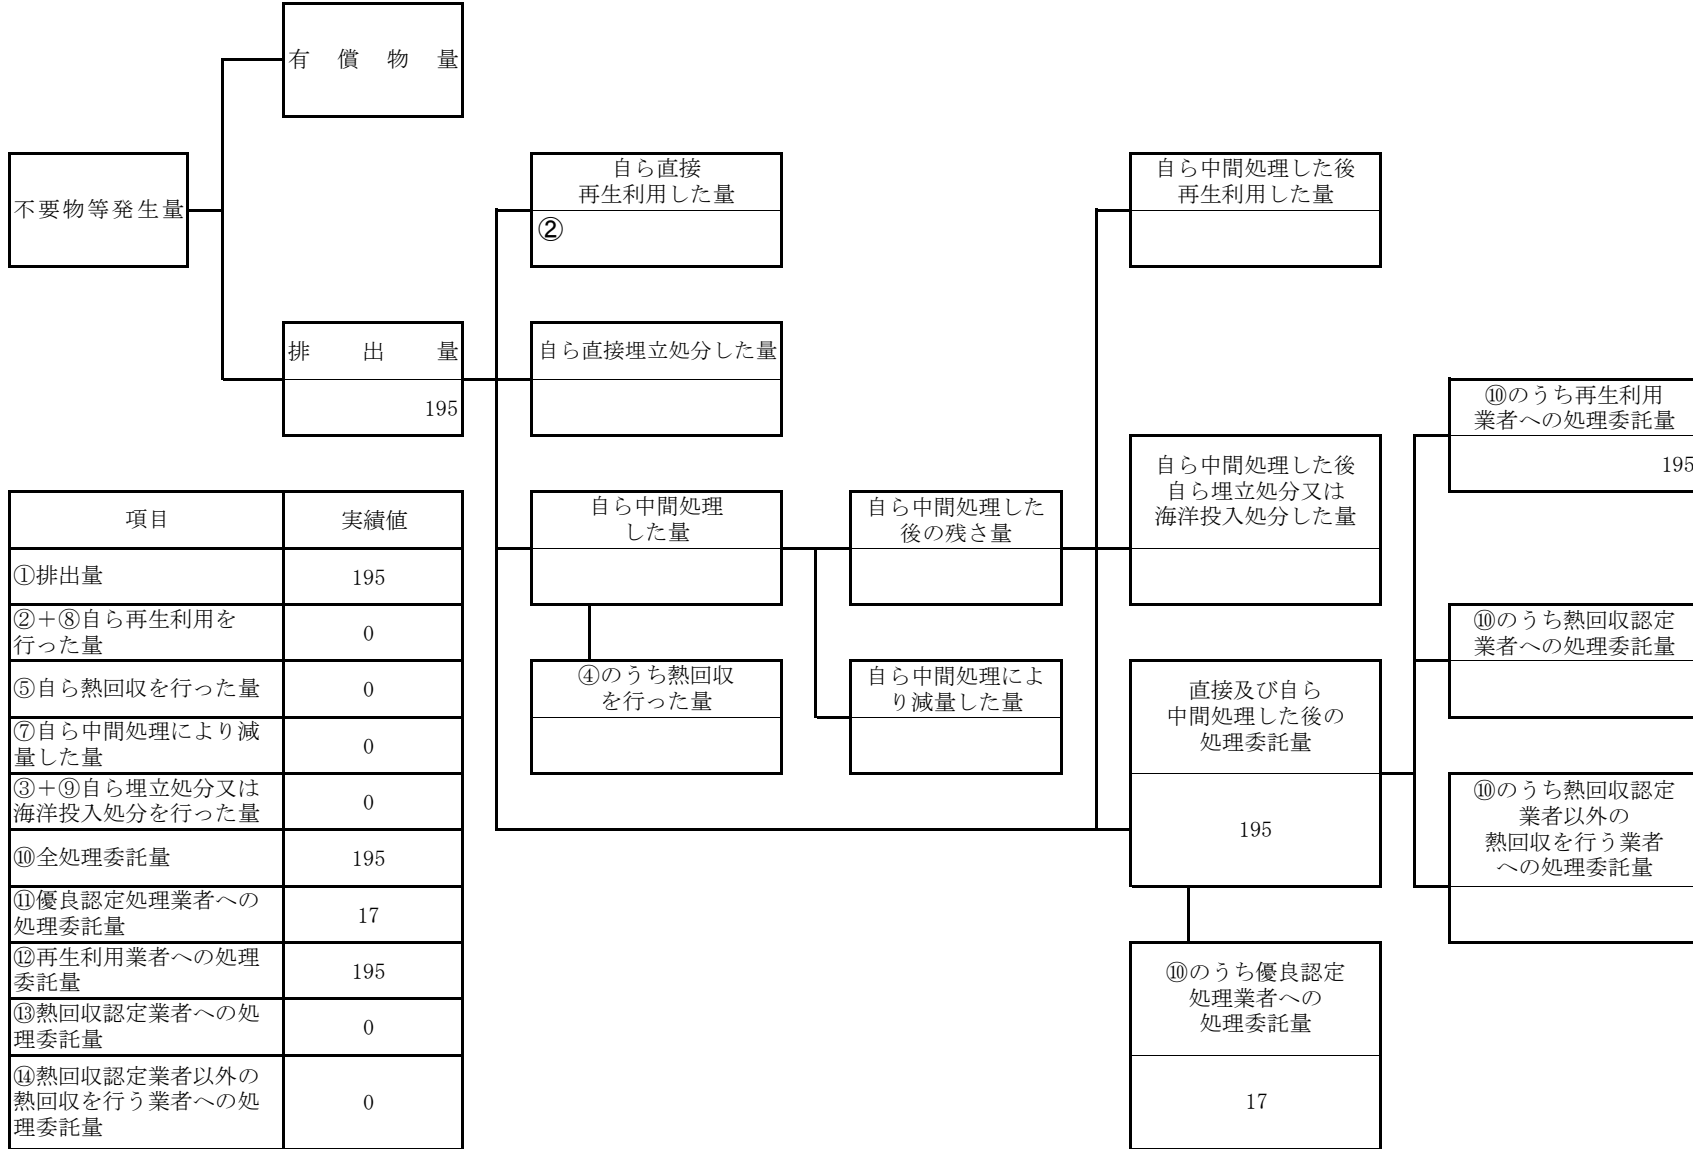 有償物量
不要物等発生量
自ら直接
再生利用した量
②
自ら中間処理した後
再生利用した量
排出量
195
自ら直接埋立処分した量
⑩のうち再生利用
業者への処理委託量
195
自ら中間処理した後
自ら埋立処分又は
海洋投入処分した量
自ら中間処理
した量
自ら中間処理した
後の残さ量
④のうち熱回収
を行った量
自ら中間処理によ
り減量した量
直接及び自ら
中間処理した後の
処理委託量
195
⑩のうち熱回収認定
業者への処理委託量
⑩のうち熱回収認定
業者以外の
熱回収を行う業者
への処理委託量
⑩のうち優良認定
処理業者への
処理委託量
17
項目 実績値
①排出量 195
②＋⑧自ら再生利用を
行った量 0
⑤自ら熱回収を行った量 0
⑦自ら中間処理により減
量した量 0
③＋⑨自ら埋立処分又は
海洋投入処分を行った量 0
⑩全処理委託量 195
⑪優良認定処理業者への
処理委託量 17
⑫再生利用業者への処理
委託量 195
⑬熱回収認定業者への処
理委託量 0
⑭熱回収認定業者以外の
熱回収を行う業者への処
理委託量 0